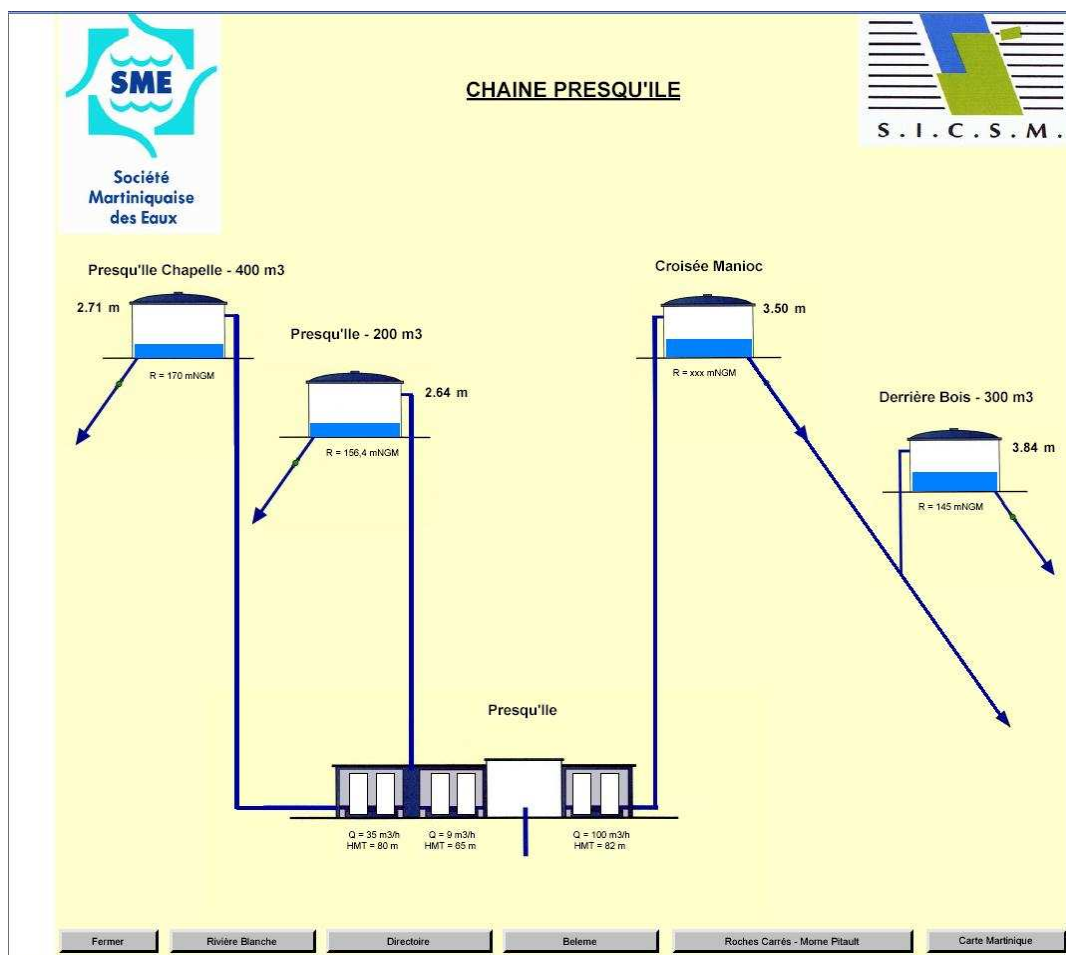 SME
Société
Martiniquaise
des Eaux
CHAINE PRESQU'ILE
S.I.C.S.M.
Presqu'Ile Chapelle - 400 m3
2.71 m
R = 170 mNGM
Presqu'Ile - 200 m3
2.64 m
R = 156,4 mNGM
Croisée Manioc
3.50 m
R = xxx mNGM
Derrière Bois - 300 m3
3.84 m
R = 145 mNGM
Presqu'Ile
Q = 35 m3/h
HMT = 80 m
Q = 9 m3/h
HMT = 65 m
Q = 100 m3/h
HMT = 82 m
Fermer
Rivière Blanche
Directoire
Beleme
Roches Carrés - Morne Pitault
Carte Martinique